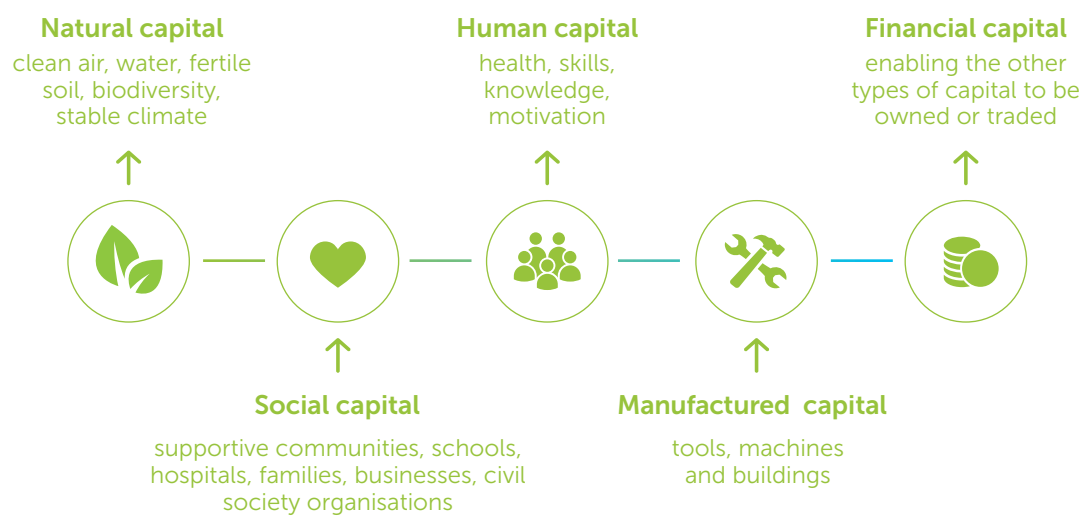 Natural capital
clean air, water, fertile
soil, biodiversity,
stable climate
Human capital
health, skills,
knowledge,
motivation
Financial capital
enabling the other
types of capital to be
owned or traded
Social capital
supportive communities, schools,
hospitals, families, businesses, civil
society organisations
Manufactured capital
tools, machines
and buildings